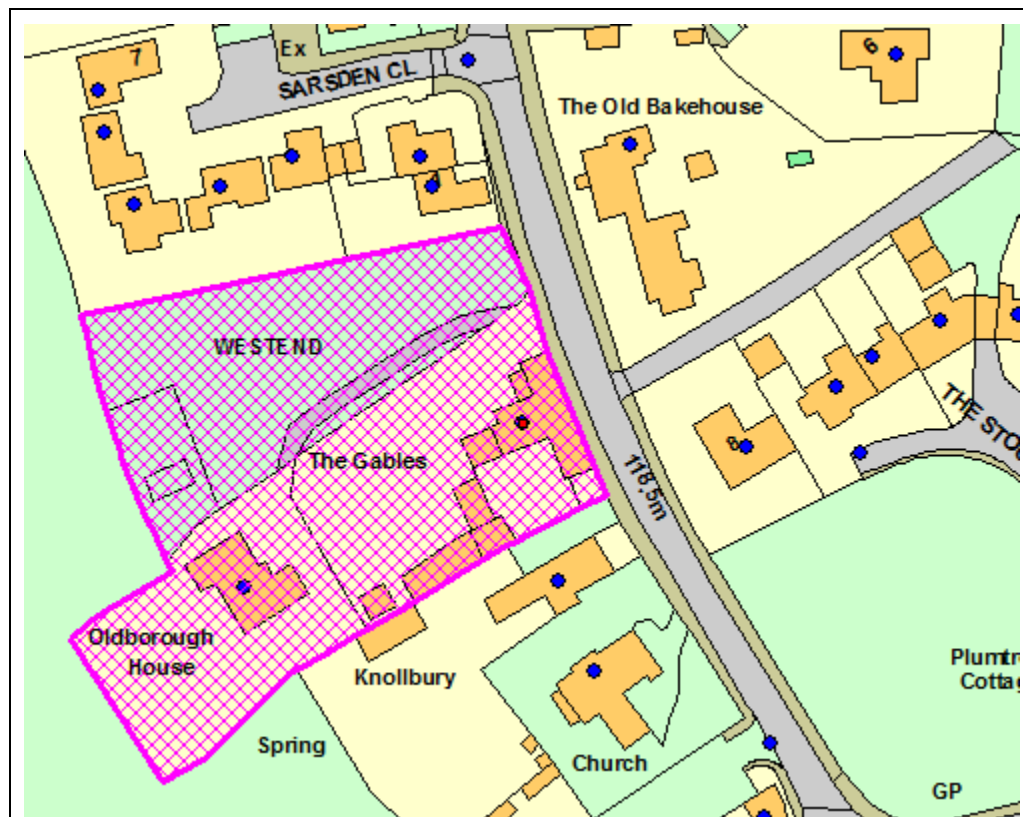 7
Ex
SARSDEN CL
6
The Old Bakehouse
4
WESTEND
The Gables
8
THE STO
118.5m
Oldborough
House
Knollbury
Plumtr
Cottag
Spring
Church
GP